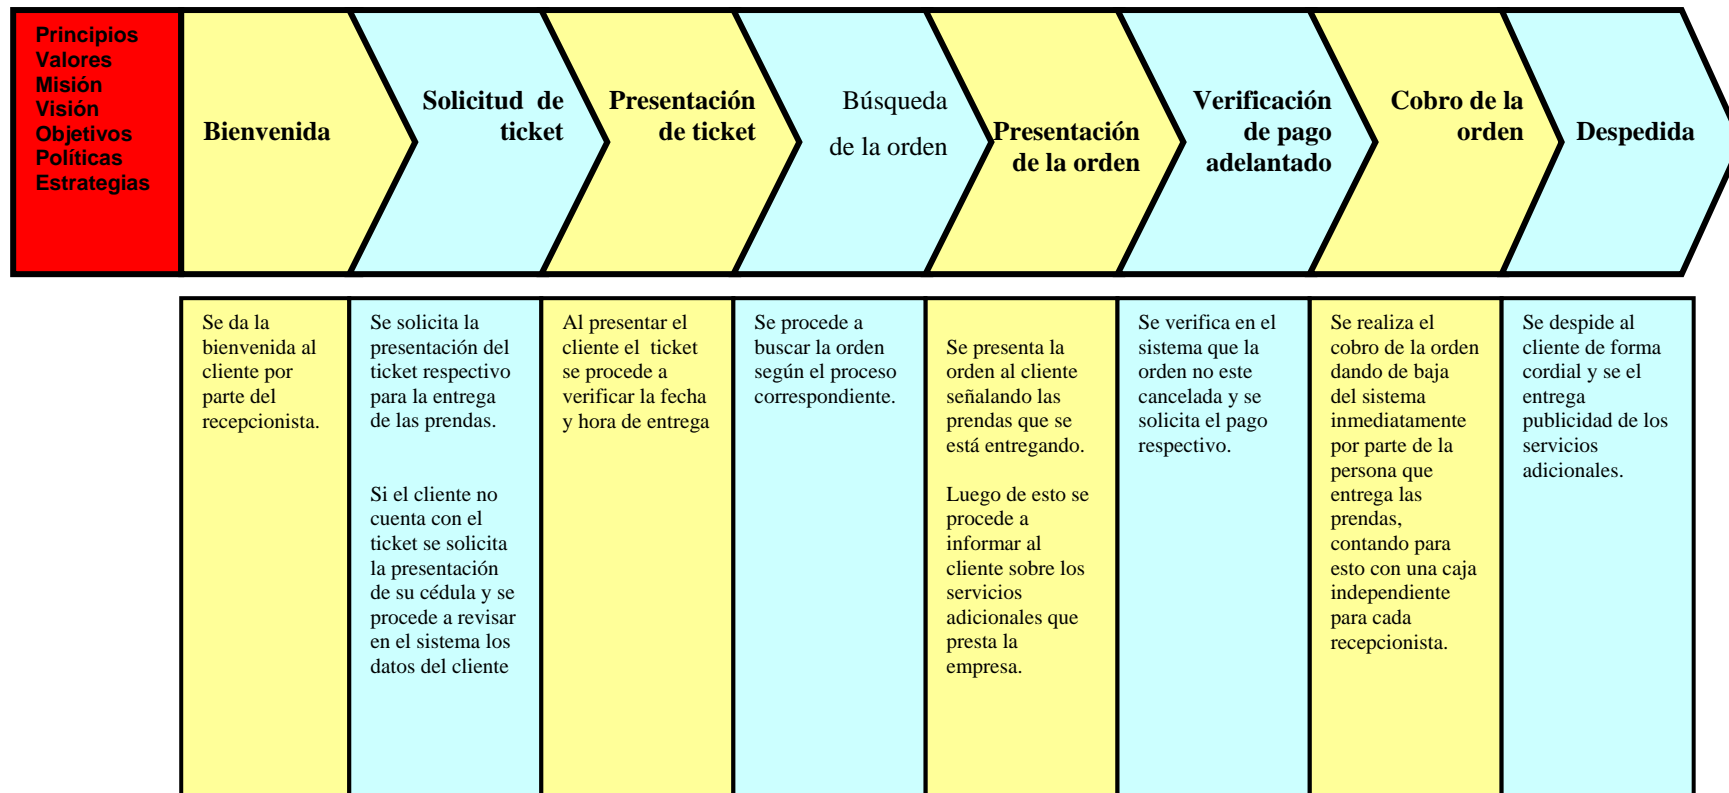 Principios
Valores
Misión
Visión
Objetivos
Políticas
Estrategias
Bienvenida
Solicitud de
ticket
Presentación
de ticket
Búsqueda
de la orden
Presentación
de la orden
Verificación
de pago
adelantado
Cobro de la
orden
Despedida
Se da la
bienvenida al
cliente por
parte del
recepcionista.
Se solicita la
presentación del
ticket respectivo
para la entrega
de las prendas.
Si el cliente no
cuenta con el
ticket se solicita
la presentación
de su cédula y se
procede a revisar
en el sistema los
datos del cliente
Al presentar el
cliente el ticket
se procede a
verificar la fecha
y hora de entrega
Se procede a
buscar la orden
según el proceso
correspondiente.
Se presenta la
orden al cliente
señalando las
prendas que se
está entregando.
Luego de esto se
procede a
informar al
cliente sobre los
servicios
adicionales que
presta la
empresa.
Se verifica en el
sistema que la
orden no este
cancelada y se
solicita el pago
respectivo.
Se realiza el
cobro de la orden
dando de baja
del sistema
inmediatamente
por parte de la
persona que
entrega las
prendas,
contando para
esto con una caja
independiente
para cada
recepcionista.
Se despide al
cliente de forma
cordial y se el
entrega
publicidad de los
servicios
adicionales.